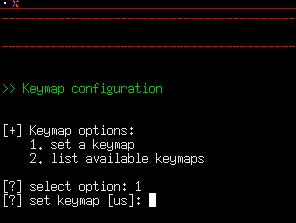 >> Keymap configuration
[+] Keymap options:
1. set a keymap
2. list available keymaps
[?] select option: 1
[?] set keymap [us]: